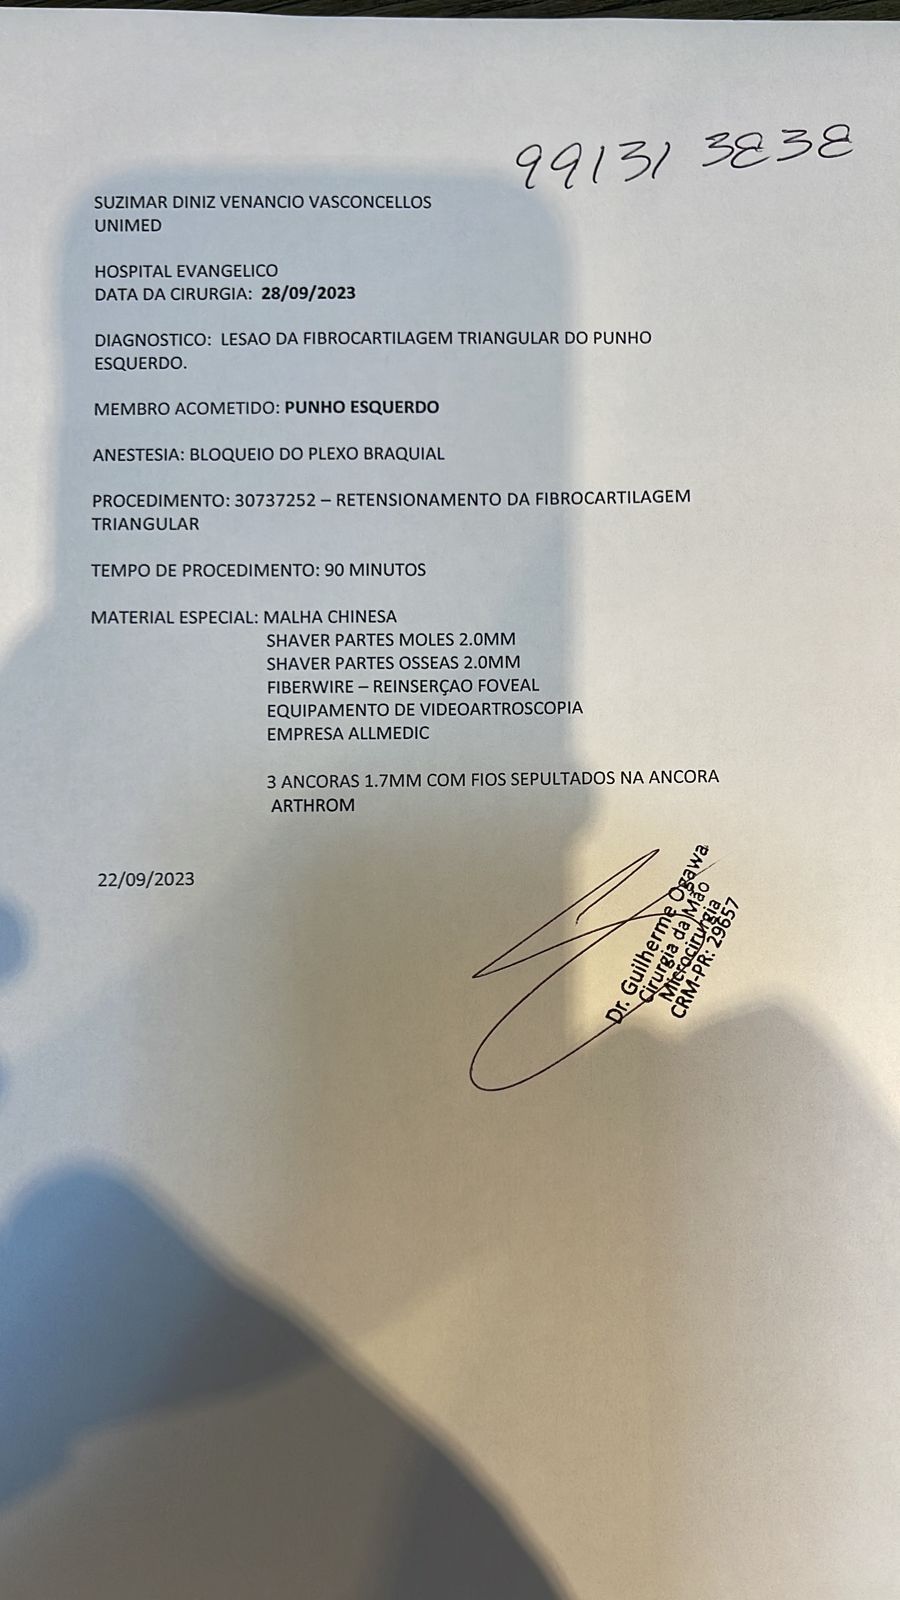 99131 3838
SUZIMAR DINIZ VENANCIO VASCONCELLOS
UNIMED
HOSPITAL EVANGELICO
DATA DA CIRURGIA: 28/09/2023
DIAGNOSTICO: LESAO DA FIBROCARTILAGEM TRIANGULAR DO PUNHO
ESQUERDO.
MEMBRO ACOMETIDO: PUNHO ESQUERDO
ANESTESIA: BLOQUEIO DO PLEXO BRAQUIAL
PROCEDIMENTO: 30737252 – RETENSIONAMENTO DA FIBROCARTILAGEM
TRIANGULAR
TEMPO DE PROCEDIMENTO: 90 MINUTOS
MATERIAL ESPECIAL: MALHA CHINESA
SHAVER PARTES MOLES 2.0MM
SHAVER PARTES OSSEAS 2.0MM
FIBERWIRE – REINSERÇAO FOVEAL
EQUIPAMENTO DE VIDEOARTROSCOPIA
EMPRESA ALLMEDIC
3 ANCORAS 1.7MM COM FIOS SEPULTADOS NA ANCORA
ARTHROM
22/09/2023
Dr. Guilherme Ogawa
Cirurgia da Mão
Microcirurgia
CRM-PR: 29657